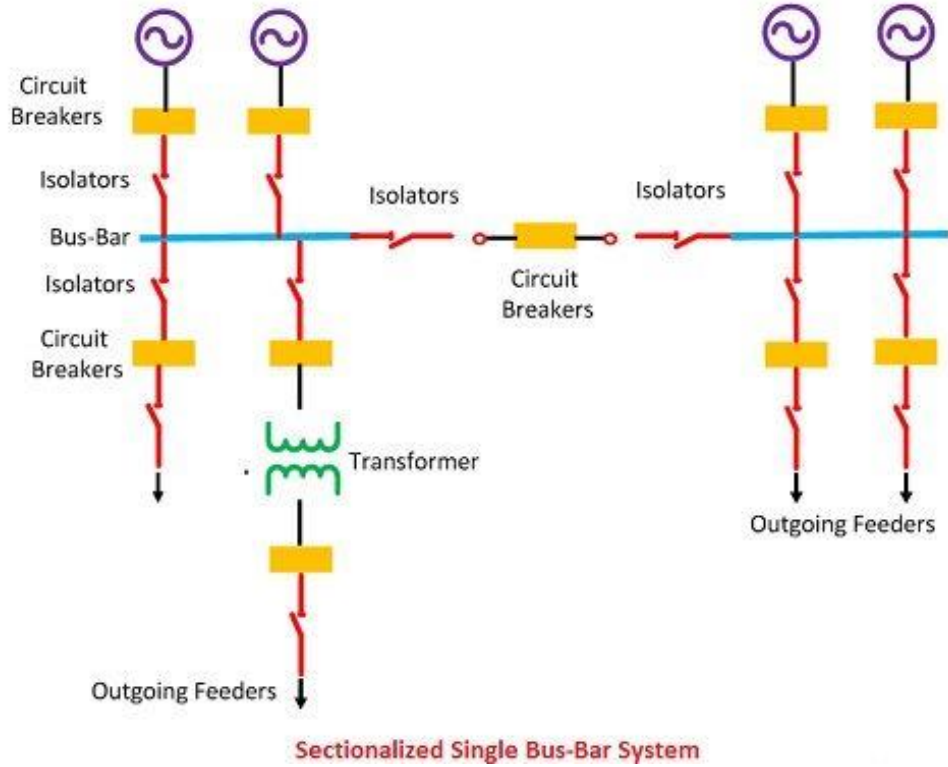 Circuit
Breakers
Isolators
Isolators
Isolators
Bus-Bar
Isolators
Circuit
Breakers
Circuit
Breakers
Transformer
Outgoing Feeders
Outgoing Feeders
Sectionalized Single Bus-Bar System